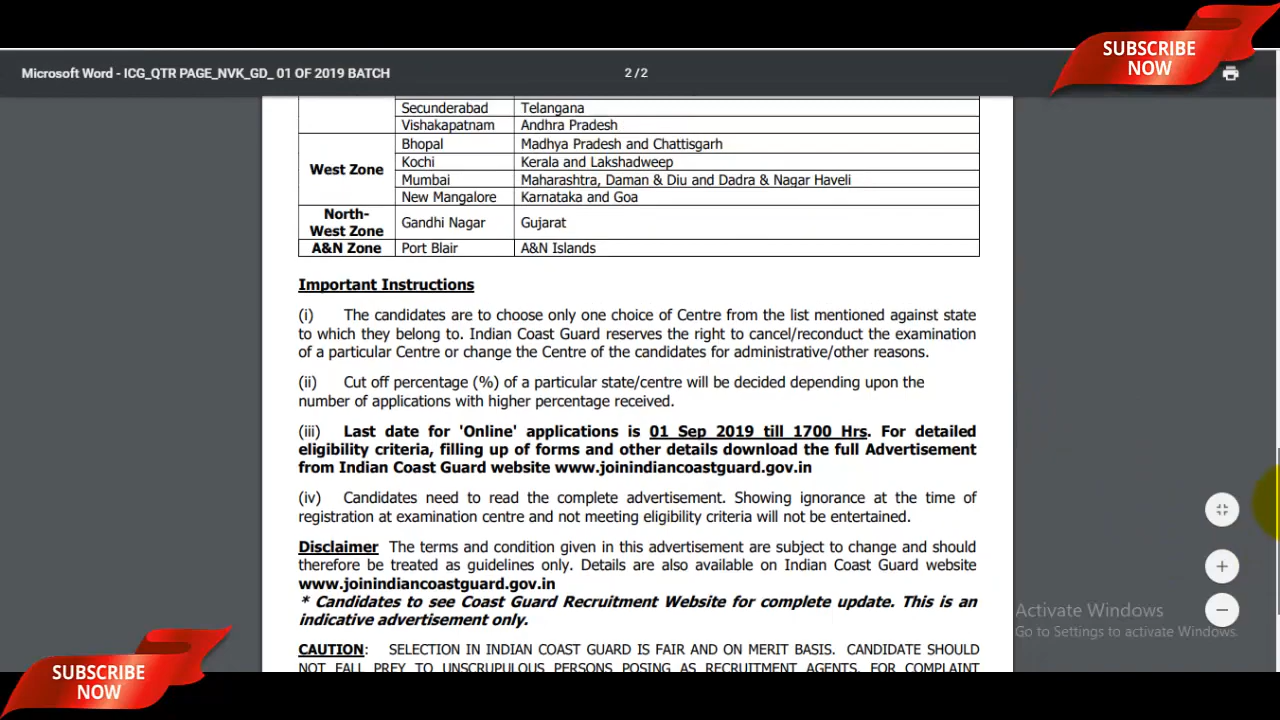 SUBSCRIBE
NOW
Microsoft Word - ICG_QTR PAGE_NVK_GD_ 01 OF 2019 BATCH
2 / 2
Secunderabad Telangana
Vishakapatnam Andhra Pradesh
West Zone
Bhopal Madhya Pradesh and Chattisgarh
Kochi Kerala and Lakshadweep
Mumbai Maharashtra, Daman & Diu and Dadra & Nagar Haveli
New Mangalore Karnataka and Goa
North-
West Zone
Gandhi Nagar Gujarat
A&N Zone Port Blair A&N Islands
Important Instructions
(i) The candidates are to choose only one choice of Centre from the list mentioned against state
to which they belong to. Indian Coast Guard reserves the right to cancel/reconduct the examination
of a particular Centre or change the Centre of the candidates for administrative/other reasons.
(ii) Cut off percentage (%) of a particular state/centre will be decided depending upon the
number of applications with higher percentage received.
(iii) Last date for 'Online' applications is 01 Sep 2019 till 1700 Hrs. For detailed
eligibility criteria, filling up of forms and other details download the full Advertisement
from Indian Coast Guard website www.joinindiancoastguard.gov.in
(iv) Candidates need to read the complete advertisement. Showing ignorance at the time of
registration at examination centre and not meeting eligibility criteria will not be entertained.
Disclaimer The terms and condition given in this advertisement are subject to change and should
therefore be treated as guidelines only. Details are also available on Indian Coast Guard website
www.joinindiancoastguard.gov.in
* Candidates to see Coast Guard Recruitment Website for complete update. This is an
indicative advertisement only.
Activate Windows
Go to Settings to activate Windows.
CAUTION: SELECTION IN INDIAN COAST GUARD IS FAIR AND ON MERIT BASIS. CANDIDATE SHOULD
NOT FALL PREY TO UNSCRUPULOUS PERSONS POSING AS RECRUITMENT AGENTS. FOR COMPLAINT
SUBSCRIBE
NOW